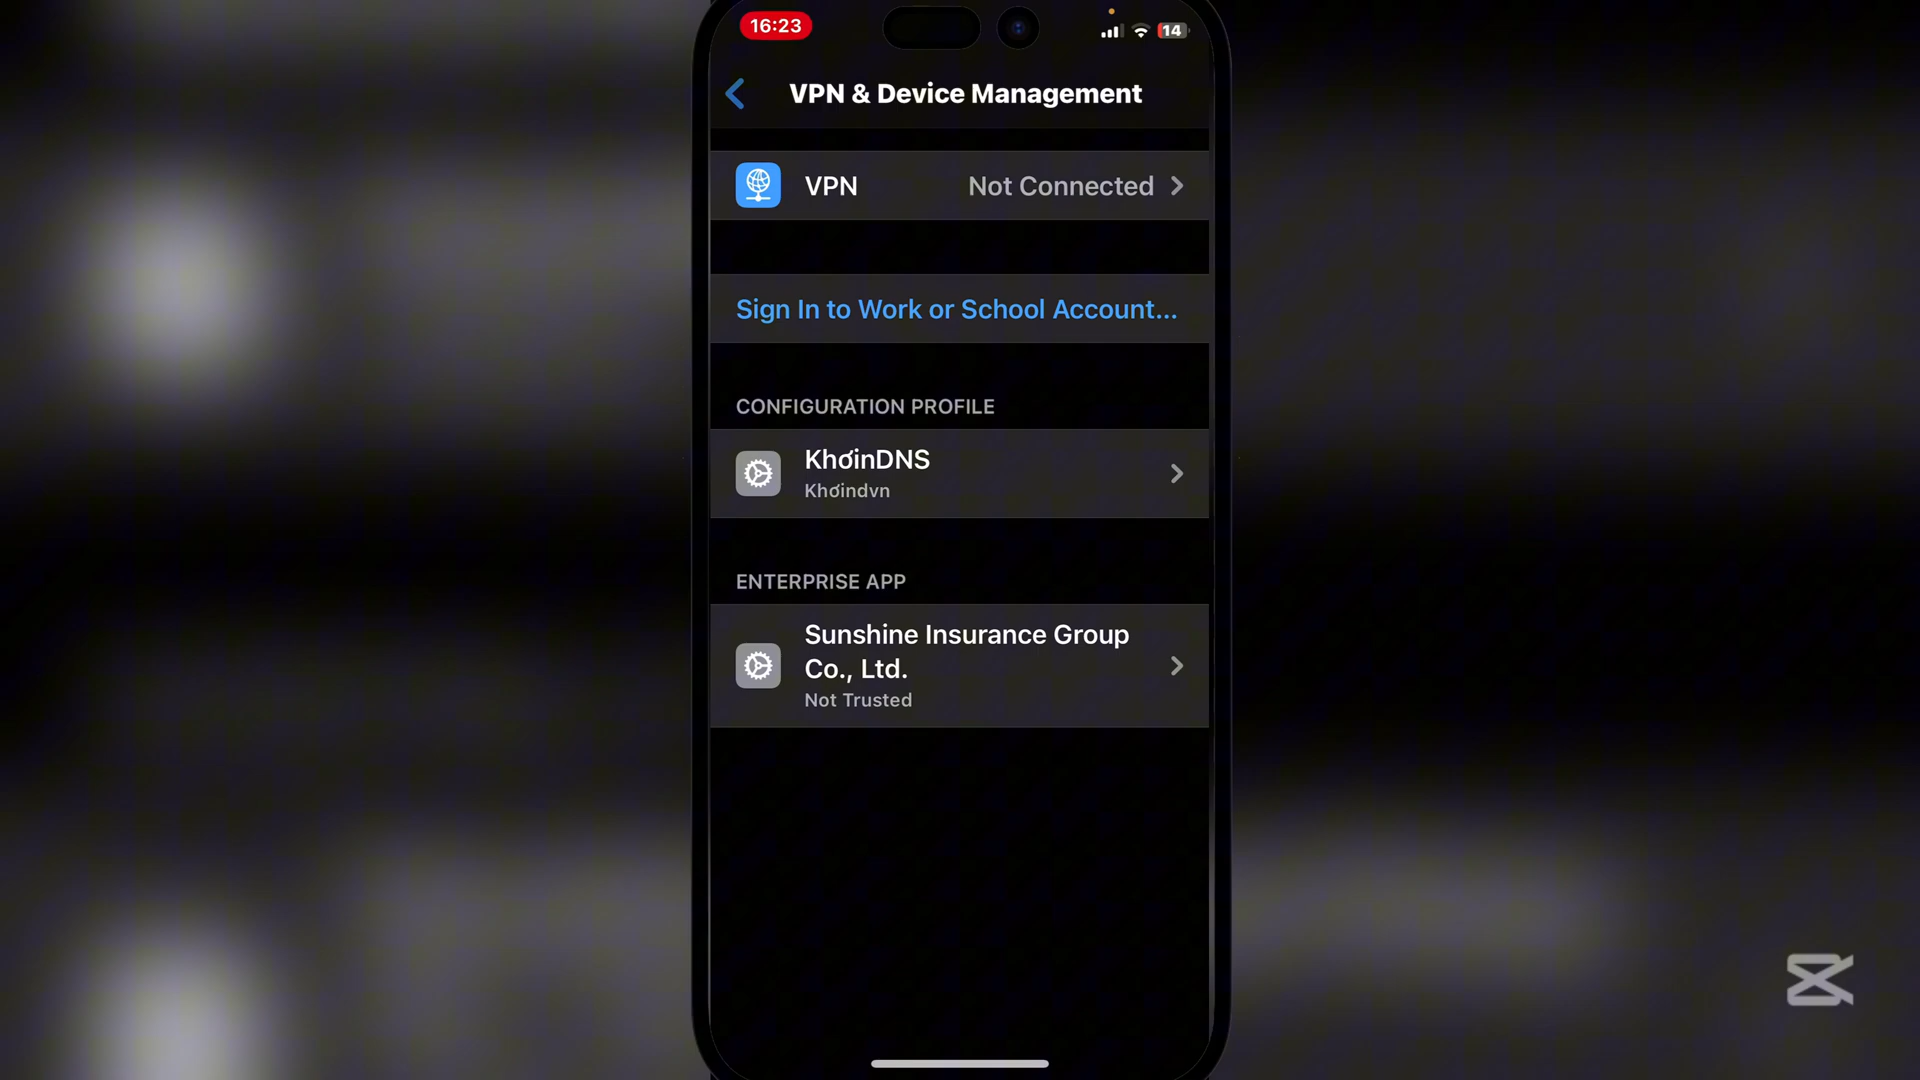 16:23
14
VPN & Device Management
VPN
Not Connected
Sign In to Work or School Account...
CONFIGURATION PROFILE
KhơinDNS
Khơindvn
ENTERPRISE APP
Sunshine Insurance Group
Co., Ltd.
Not Trusted